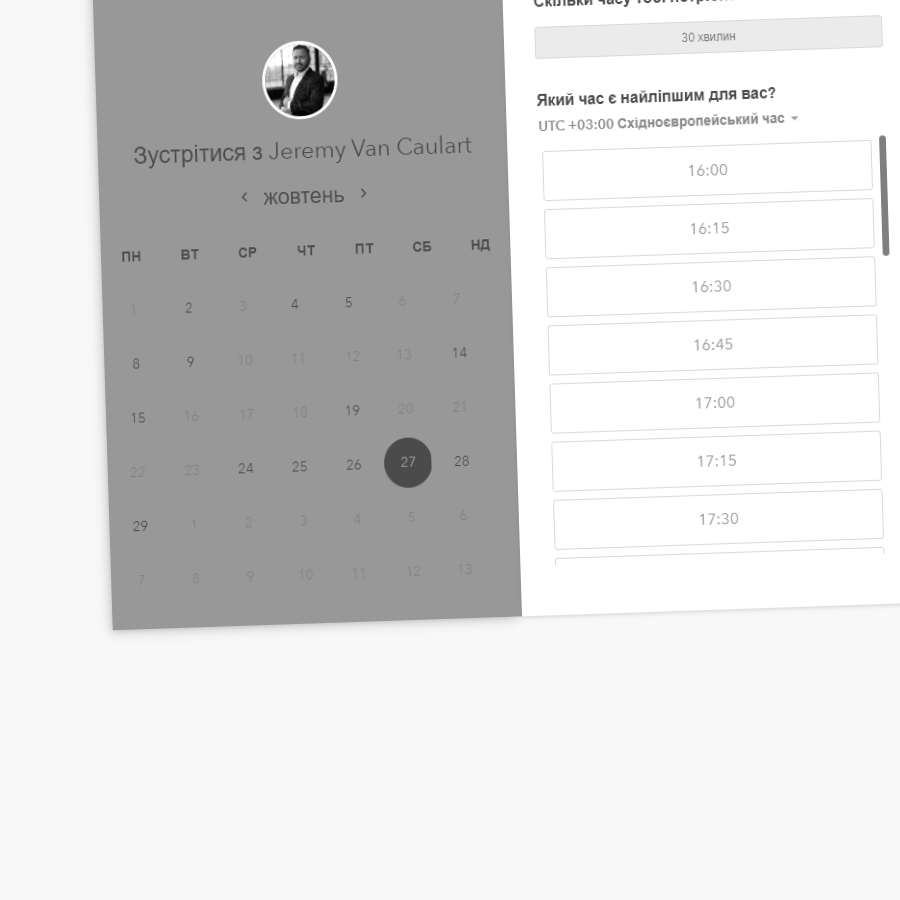 Зустрітися з Jeremy Van Caulart
‹ жовтень ›
ПН ВТ СР ЧТ ПТ СБ НД
1 2 3 4 5 6 7
8 9 10 11 12 13 14
15 16 17 18 19 20 21
22 23 24 25 26 27 28
29 1 2 3 4 5 6
7 8 9 10 11 12 13
Скільки часу тобі
30 хвилин
Який час є найліпшим для вас?
UTC +03:00 Східноєвропейський час
16:00
16:15
16:30
16:45
17:00
17:15
17:30